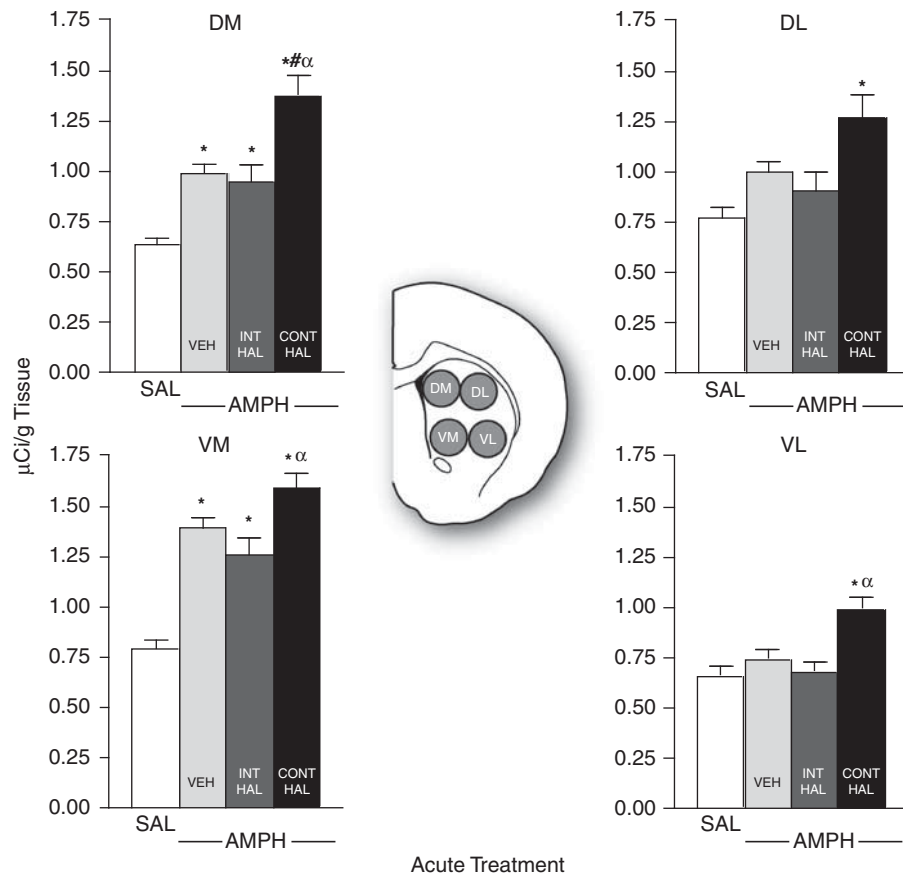 DM
1.75
1.50
1.25
1.00
0.75
0.50
0.25
0.00
*#α
*
*
VEH
INT
HAL
CONT
HAL
SAL
AMPH
DL
1.75
1.50
1.25
1.00
0.75
0.50
0.25
0.00
*
VEH
INT
HAL
CONT
HAL
SAL
AMPH
DM DL
VM VL
μCi/g Tissue
VM
1.75
1.50
1.25
1.00
0.75
0.50
0.25
0.00
* α
*
*
VEH
INT
HAL
CONT
HAL
SAL
AMPH
VL
1.75
1.50
1.25
1.00
0.75
0.50
0.25
0.00
* α
VEH
INT
HAL
CONT
HAL
SAL
AMPH
Acute Treatment